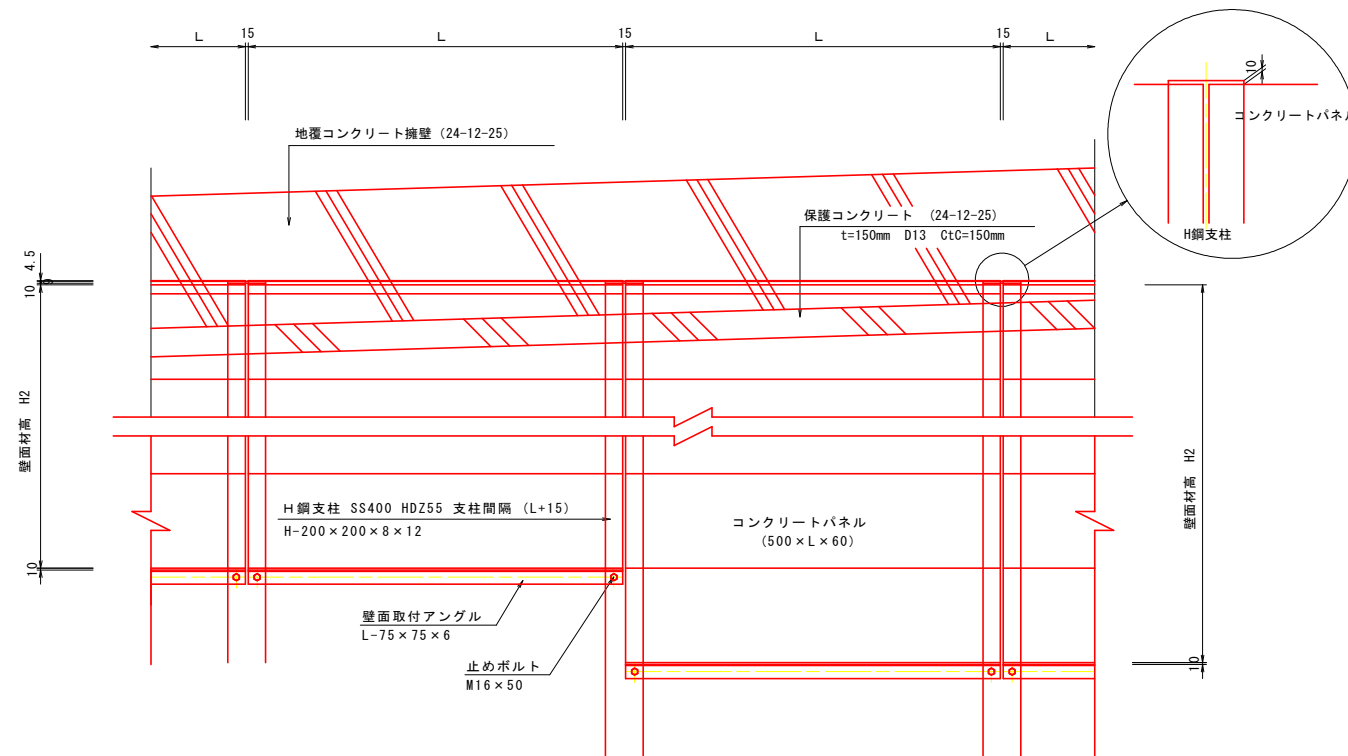 L
15
L
15
L
15
L
10
コンクリートパネル
H鋼支柱
地覆コンクリート擁壁 (24-12-25)
保護コンクリート (24-12-25)
t=150mm D13 CtC=150mm
4.5
9
10
壁面材高 H2
10
壁面材高 H2
10
H鋼支柱 SS400 HDZ55 支柱間隔 (L+15)
H-200×200×8×12
コンクリートパネル
(500×L×60)
壁面取付アングル
L-75×75×6
止めボルト
M16×50